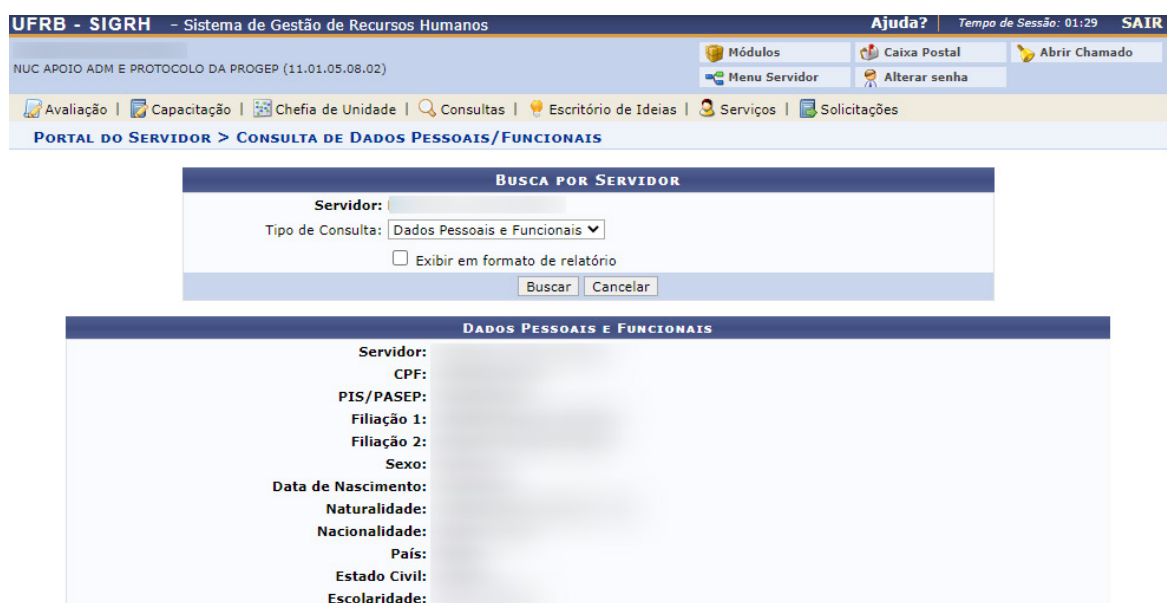 UFRB - SIGRH - Sistema de Gestão de Recursos Humanos Ajuda? Tempo de Sessão: 01:29 SAIR
Módulos Caixa Postal Abrir Chamado
NUC APOIO ADM E PROTOCOLO DA PROGEP (11.01.05.08.02)
Menu Servidor Alterar senha
Avaliação | Capacitação | Chefia de Unidade | Consultas | Escritório de Ideias | Serviços | Solicitações
PORTAL DO SERVIDOR > CONSULTA DE DADOS PESSOAIS/FUNCIONAIS
BUSCA POR SERVIDOR
Servidor:
Tipo de Consulta: Dados Pessoais e Funcionais
Exibir em formato de relatório
Buscar Cancelar
DADOS PESSOAIS E FUNCIONAIS
Servidor:
CPF:
PIS/PASEP:
Filiação 1:
Filiação 2:
Sexo:
Data de Nascimento:
Naturalidade:
Nacionalidade:
País:
Estado Civil:
Escolaridade: